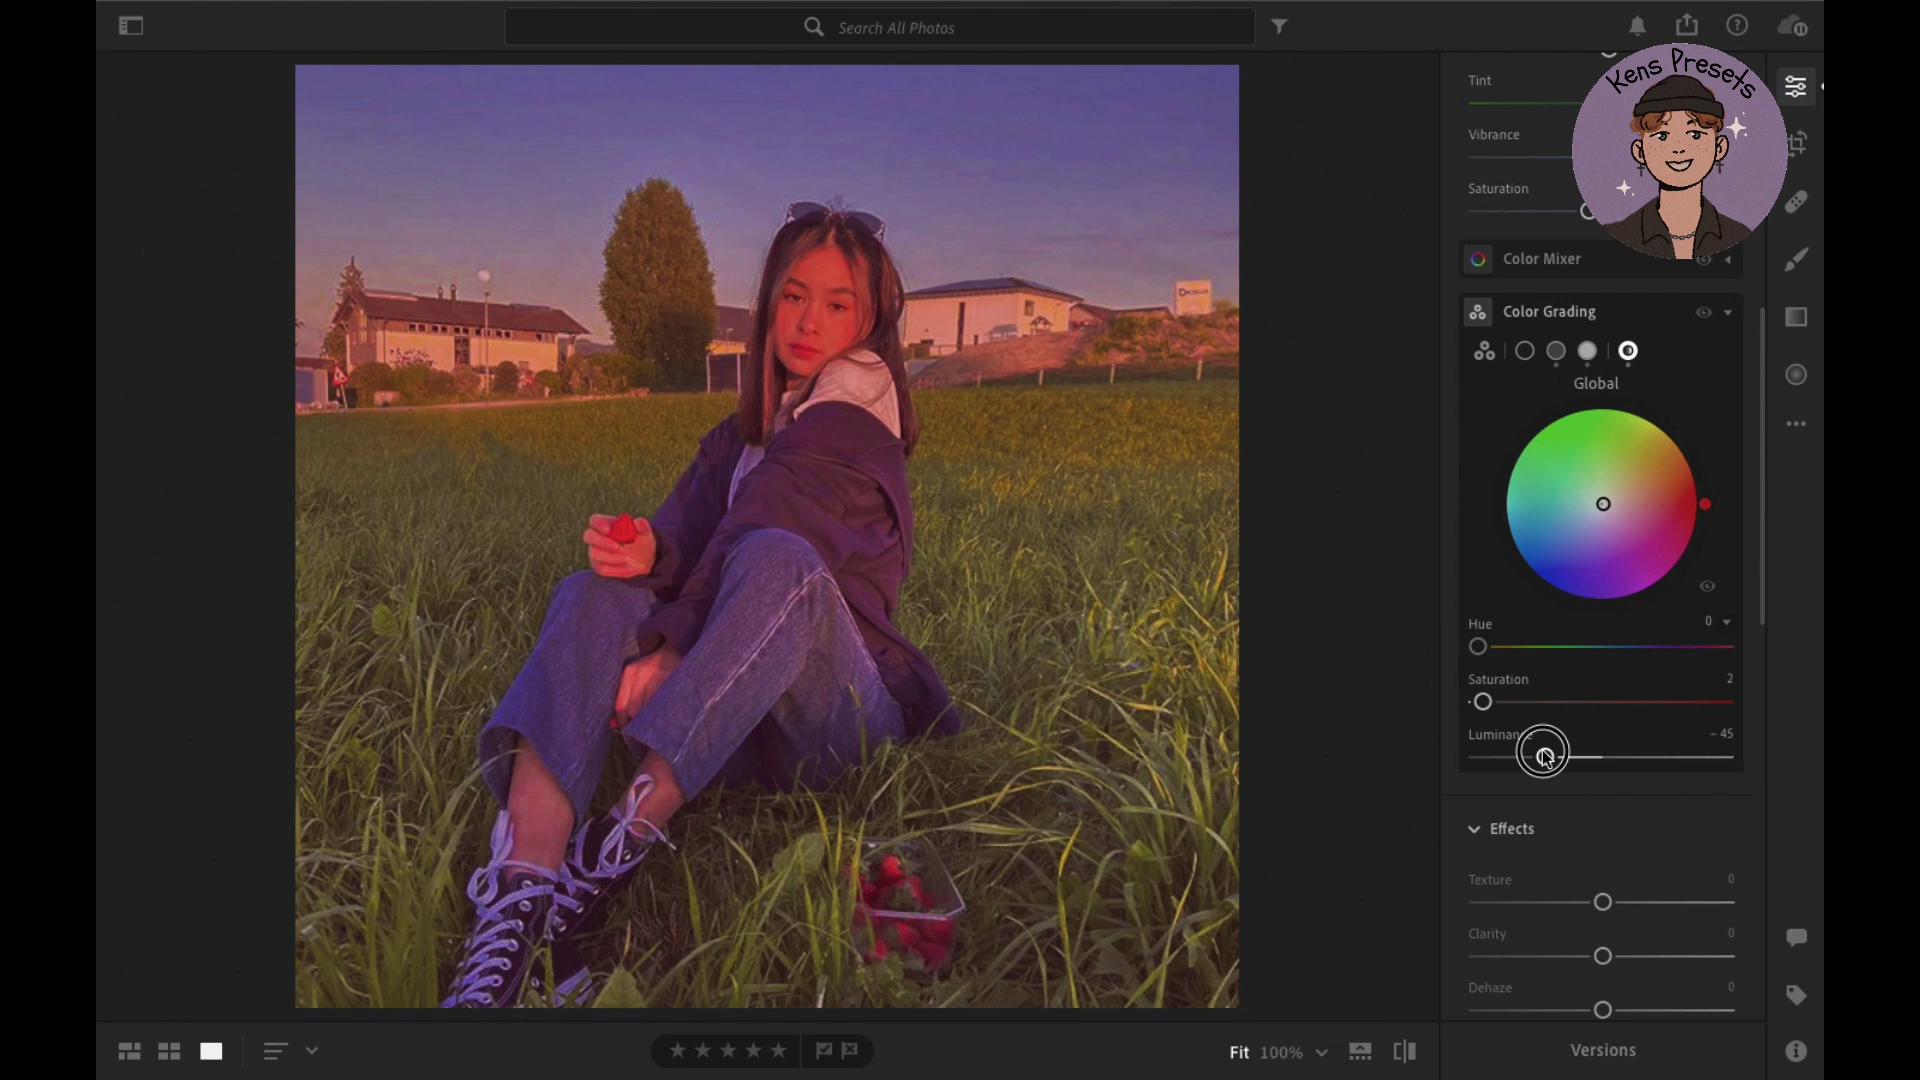 Search All Photos
Kens Presets
Tint
Vibrance
Saturation
Color Mixer
Color Grading
Global
Hue 0
Saturation 2
Luminance - 45
Effects
Texture 0
Clarity 0
Dehaze 0
Fit 100%
Versions